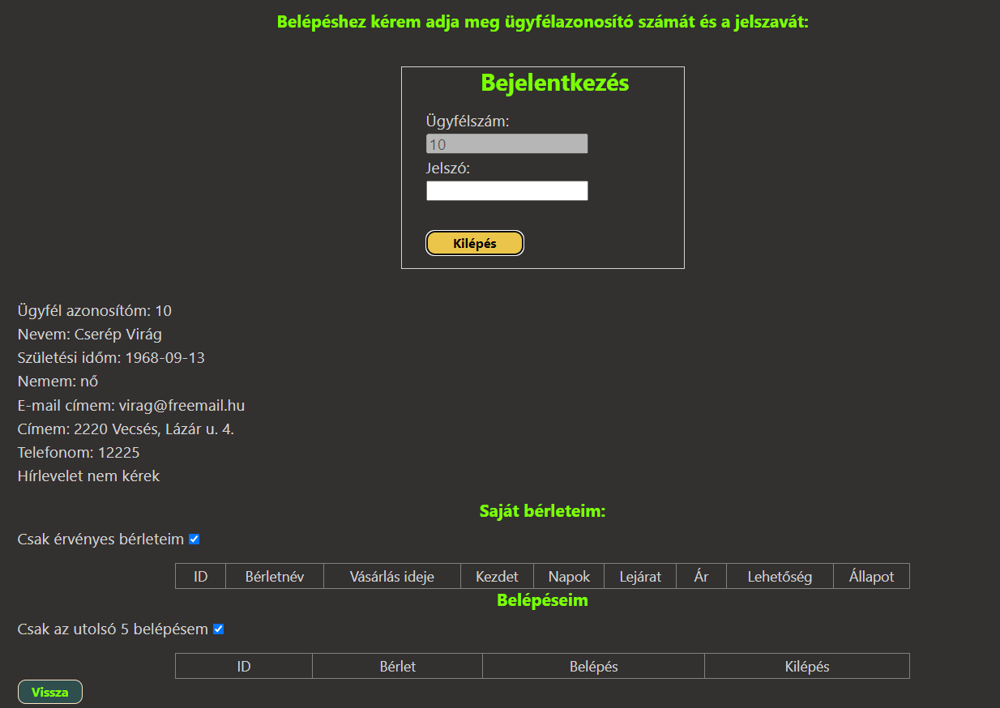 Belépéshez kérem adja meg ügyfélazonosító számát és a jelszavát:
Bejelentkezés
Ügyfélszám:
10
Jelszó:
Kilépés
Ügyfél azonosítóm: 10
Nevem: Cserép Virág
Születési időm: 1968-09-13
Nemem: nő
E-mail címem: virag@freemail.hu
Címem: 2220 Vecsés, Lázár u. 4.
Telefonom: 12225
Hírlevelet nem kérek
Saját bérleteim:
Csak érvényes bérleteim
ID Bérletnév Vásárlás ideje Kezdet Napok Lejárat Ár Lehetőség Állapot
Belépéseim
Csak az utolsó 5 belépésem
ID Bérlet Belépés Kilépés
Vissza